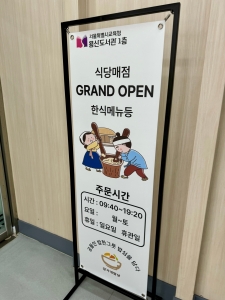 서울특별시교육청
용산도서관 1층
식당매점
GRAND OPEN
한식메뉴등
주문시간
시간 : 09:40~19:20
요일 : 월~토
휴일 : 일요일 휴관일